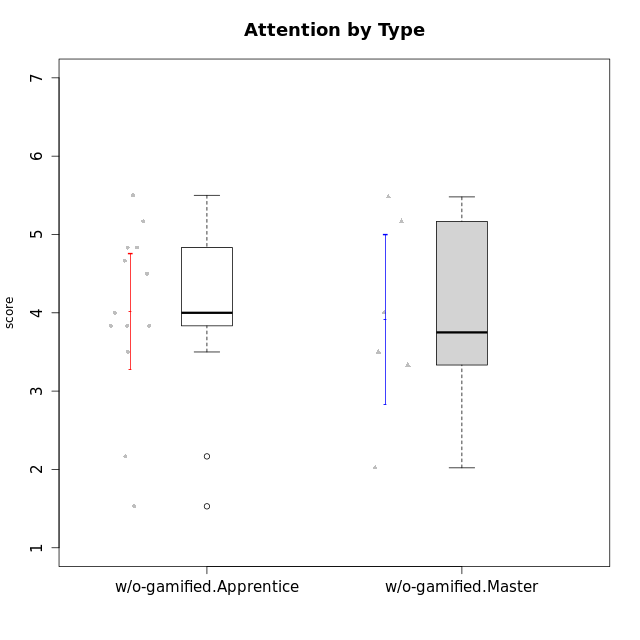 Attention by Type
7
6
5
4
3
2
1
score
w/o-gamified.Apprentice
w/o-gamified.Master